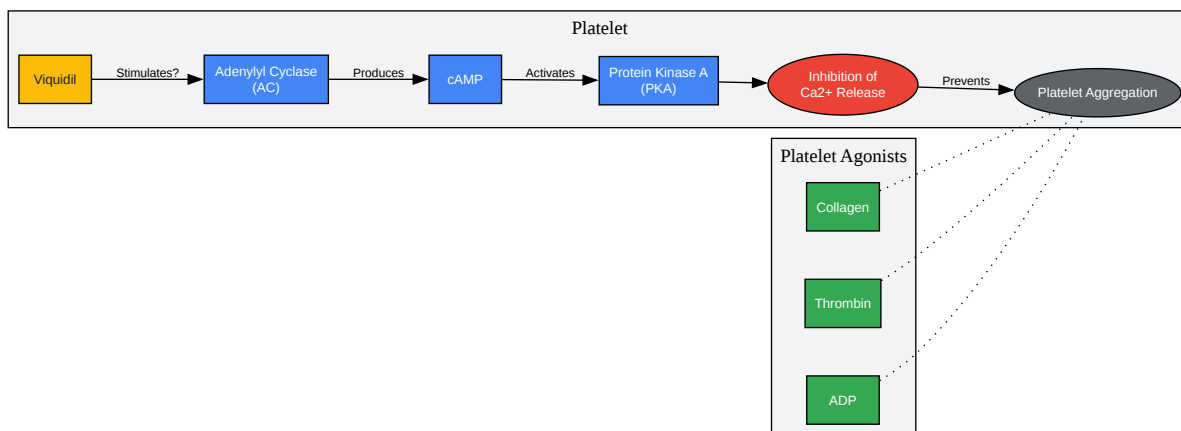 Platelet
Viquidil
Stimulates?
Adenylyl Cyclase
(AC)
Produces
cAMP
Activates
Protein Kinase A
(PKA)
Inhibition of
Ca2+ Release
Prevents
Platelet Aggregation
Platelet Agonists
Collagen
Thrombin
ADP